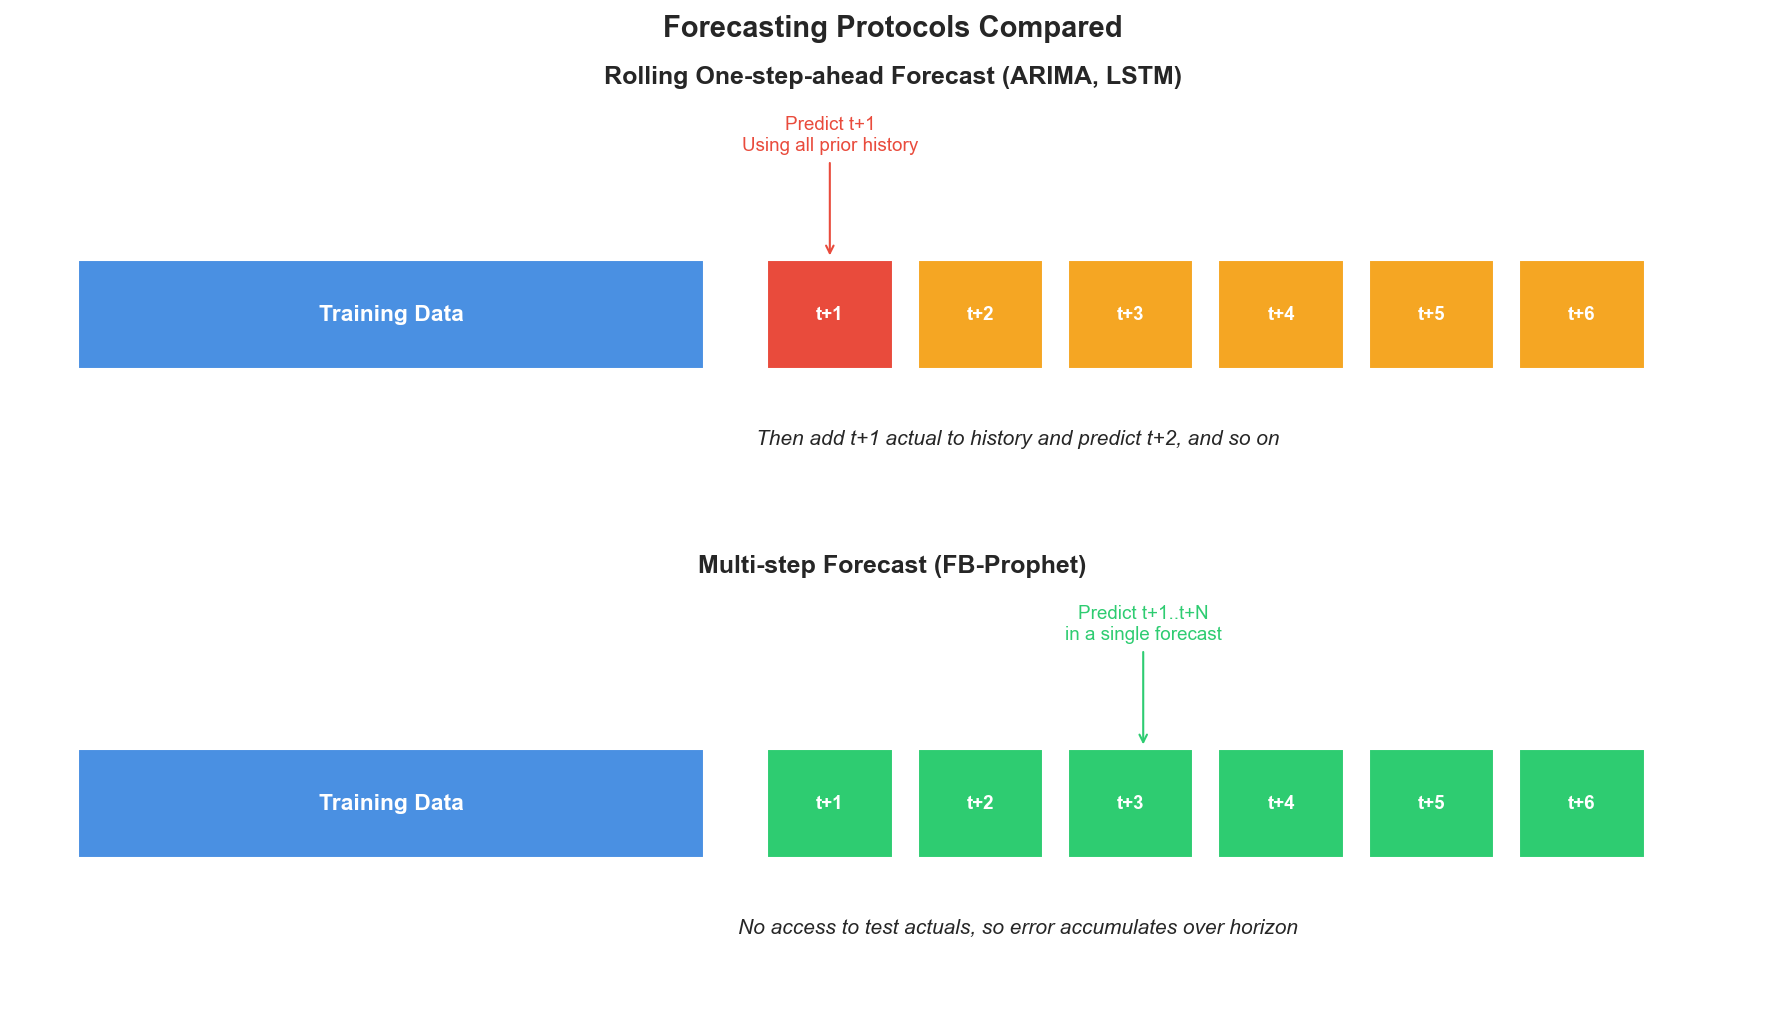 Forecasting Protocols Compared
Rolling One-step-ahead Forecast (ARIMA, LSTM)
Predict t+1
Using all prior history
Training Data
t+1
t+2
t+3
t+4
t+5
t+6
Then add t+1 actual to history and predict t+2, and so on
Multi-step Forecast (FB-Prophet)
Predict t+1..t+N
in a single forecast
Training Data
t+1
t+2
t+3
t+4
t+5
t+6
No access to test actuals, so error accumulates over horizon